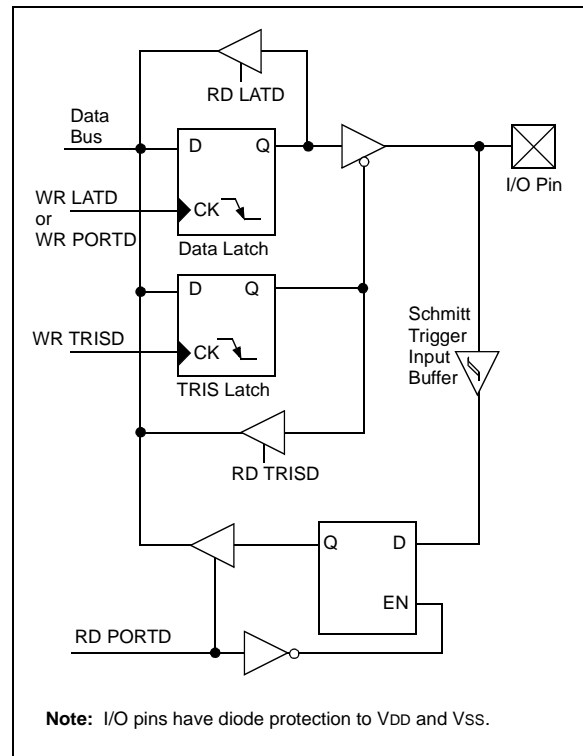 RD LATD
Data
Bus
D Q
WR LATD
or
WR PORTD
CK
I/O Pin
Data Latch
D Q
Schmitt
Trigger
Input
Buffer
WR TRISD
CK
TRIS Latch
RD TRISD
Q D
EN
RD PORTD
Note: I/O pins have diode protection to VDD and VSS.